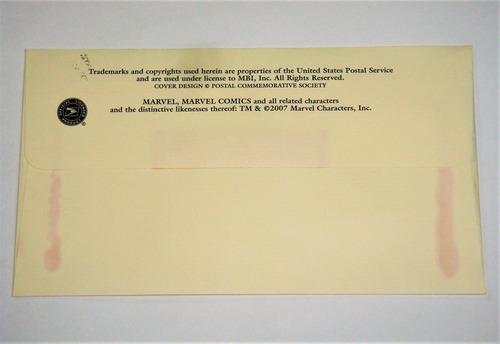 Trademarks and copyrights used herein are properties of the United States Postal Service
and are used under license to MBI, Inc. All Rights Reserved.
COVER DESIGN © POSTAL COMMEMORATIVE SOCIETY
MARVEL, MARVEL COMICS and all related characters
and the distinctive likenesses thereof: TM & ©2007 Marvel Characters, Inc.
®